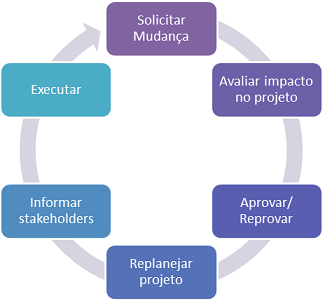 Solicitar
Mudança
Avaliar impacto
no projeto
Aprovar/
Reprovar
Replanejar
projeto
Informar
stakeholders
Executar